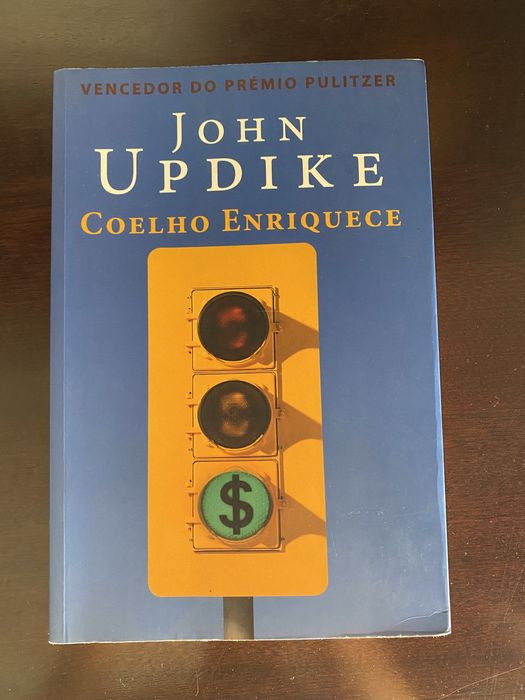 VENCEDOR DO PRÉMIO PULITZER
JOHN
UPDIKE
COELHO ENRIQUECE
$